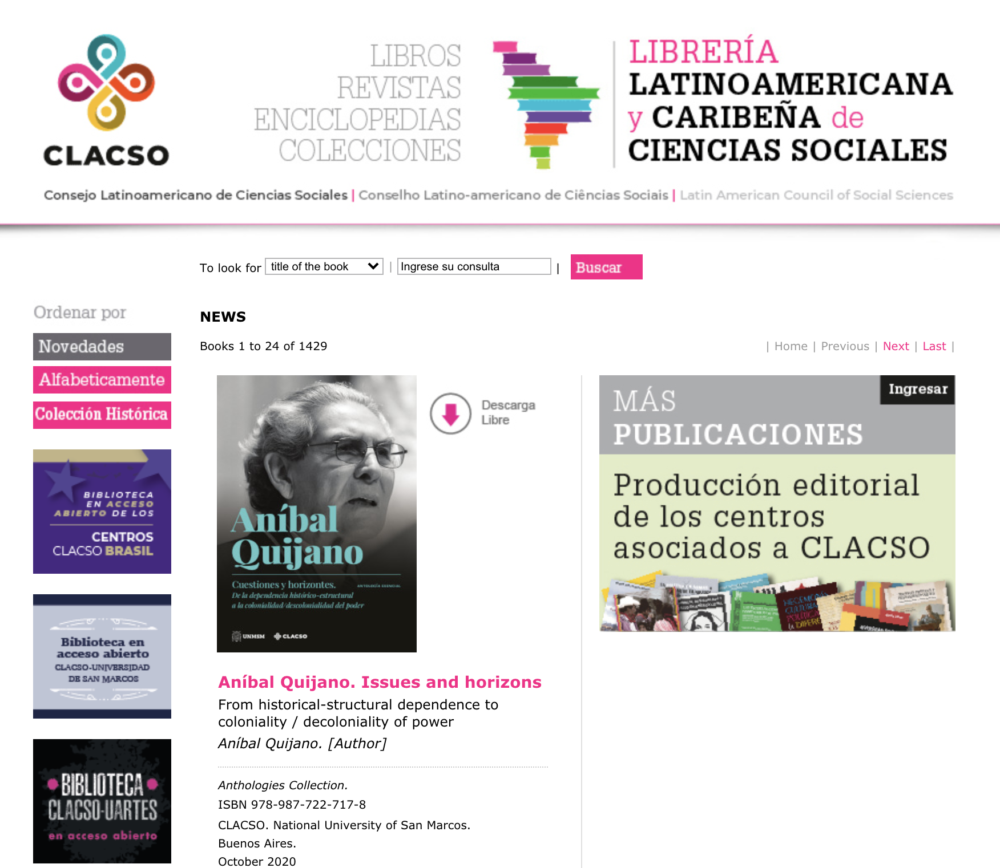 CLACSO
LIBROS
REVISTAS
ENCICLOPEDIAS
COLECCIONES
LIBRERÍA
LATINOAMERICANA
y CARIBEÑA de
CIENCIAS SOCIALES
Consejo Latinoamericano de Ciencias Sociales | Conselho Latino-americano de Ciências Sociais | Latin American Council of Social Sciences
To look for title of the book | Ingrese su consulta | Buscar
Ordenar por
Novedades
Alfabeticamente
Colección Histórica
BIBLIOTECA
EN ACCESO
ABIERTO DE LOS
CENTROS
CLACSO BRASIL
Biblioteca en
acceso abierto
CLACSO-UNIVERSIDAD
DE SAN MARCOS
BIBLIOTECA
CLACSO-UARTES
en acceso abierto
NEWS
Books 1 to 24 of 1429
| Home | Previous | Next | Last |
Aníbal
Quijano
Cuestiones y horizontes.
ANTOLOGÍA ESENCIAL
De la dependencia histórico-estructural
a la colonialidad/descolonialidad del poder
UNMSM CLACSO
Descarga
Libre
Aníbal Quijano. Issues and horizons
From historical-structural dependence to
coloniality / decoloniality of power
Aníbal Quijano. [Author]
Anthologies Collection.
ISBN 978-987-722-717-8
CLACSO. National University of San Marcos.
Buenos Aires.
October 2020
Ingresar
MÁS
PUBLICACIONES
Producción editorial
de los centros
asociados a CLACSO
HEGEMONÍA
CULTURA
POLÍTICA